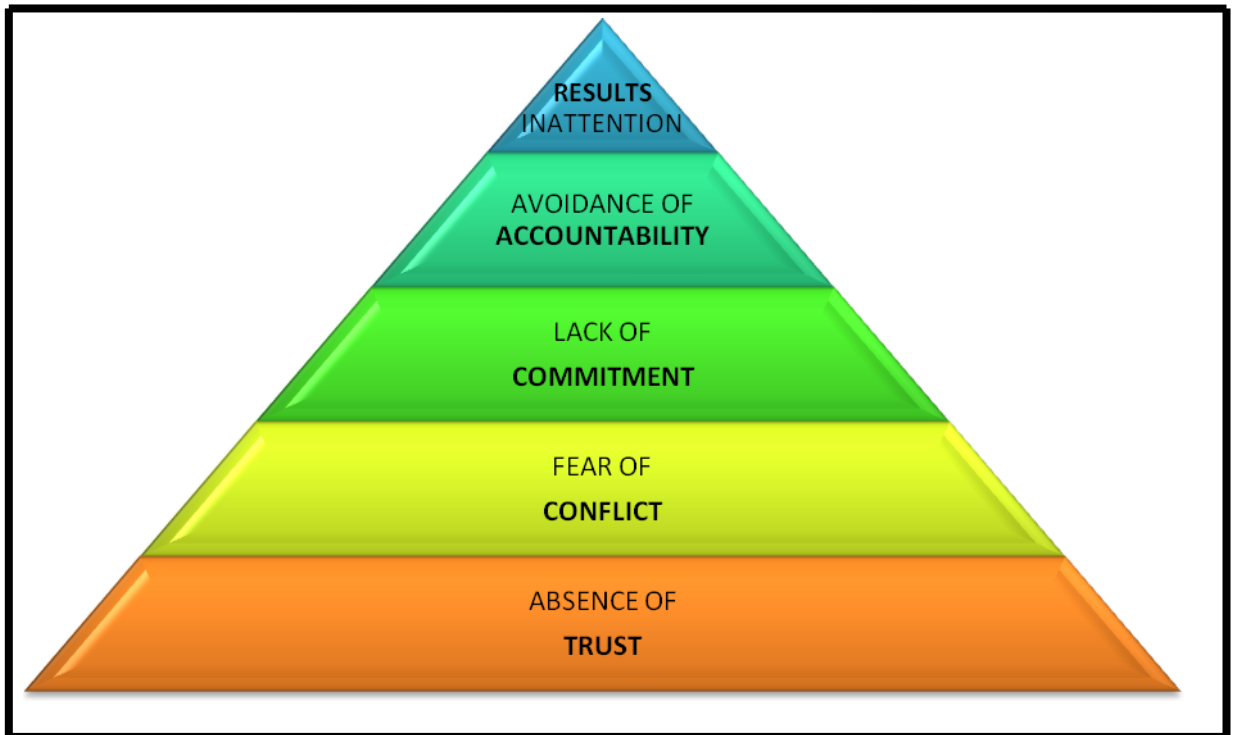 RESULTS
INATTENTION
AVOIDANCE OF
ACCOUNTABILITY
LACK OF
COMMITMENT
FEAR OF
CONFLICT
ABSENCE OF
TRUST